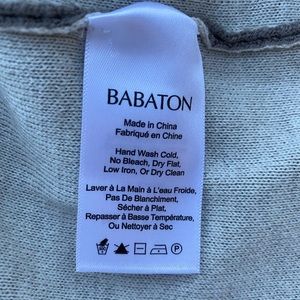 BABATON
Made in China
Fabriqué en Chine
Hand Wash Cold,
No Bleach, Dry Flat,
Low Iron, Or Dry Clean
Laver à La Main à L'eau Froide,
Pas De Blanchiment,
Sécher à Plat,
Repasser à Basse Température,
Ou Nettoyer à Sec
P